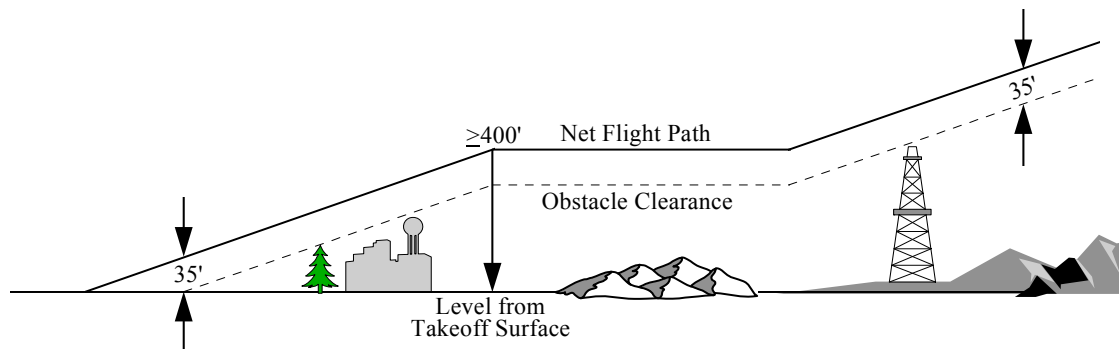 35'
≥400'
Net Flight Path
35'
Obstacle Clearance
Level from
Takeoff Surface